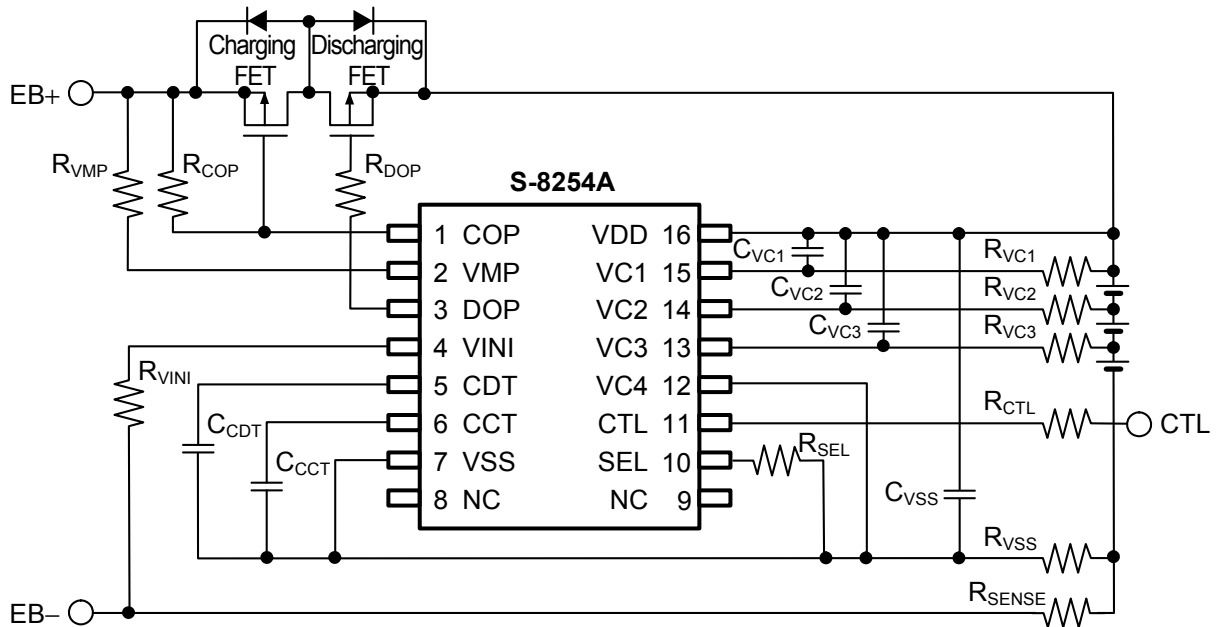 Charging Discharging
FET FET
EB+
RVMP
RCOP
RDOP
S-8254A
1 COP VDD 16
2 VMP VC1 15
3 DOP VC2 14
4 VINI VC3 13
5 CDT VC4 12
6 CCT CTL 11
7 VSS SEL 10
8 NC NC 9
CVC1
CVC2
CVC3
RVC1
RVC2
RVC3
RVINI
CCDT
CCCT
RCTL
CTL
RSEL
CVSS
RVSS
RSENSE
EB−